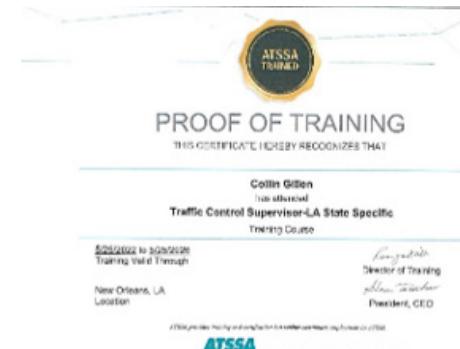 ATSSA
TRAINED
PROOF OF TRAINING
THIS CERTIFICATE HEREBY RECOGNIZES THAT
Collin Gillen
has attended
Traffic Control Supervisor-LA State Specific
Training Course
Training Valid Through
Director of Training
New Orleans, LA
Location
President, CEO
ATSSA